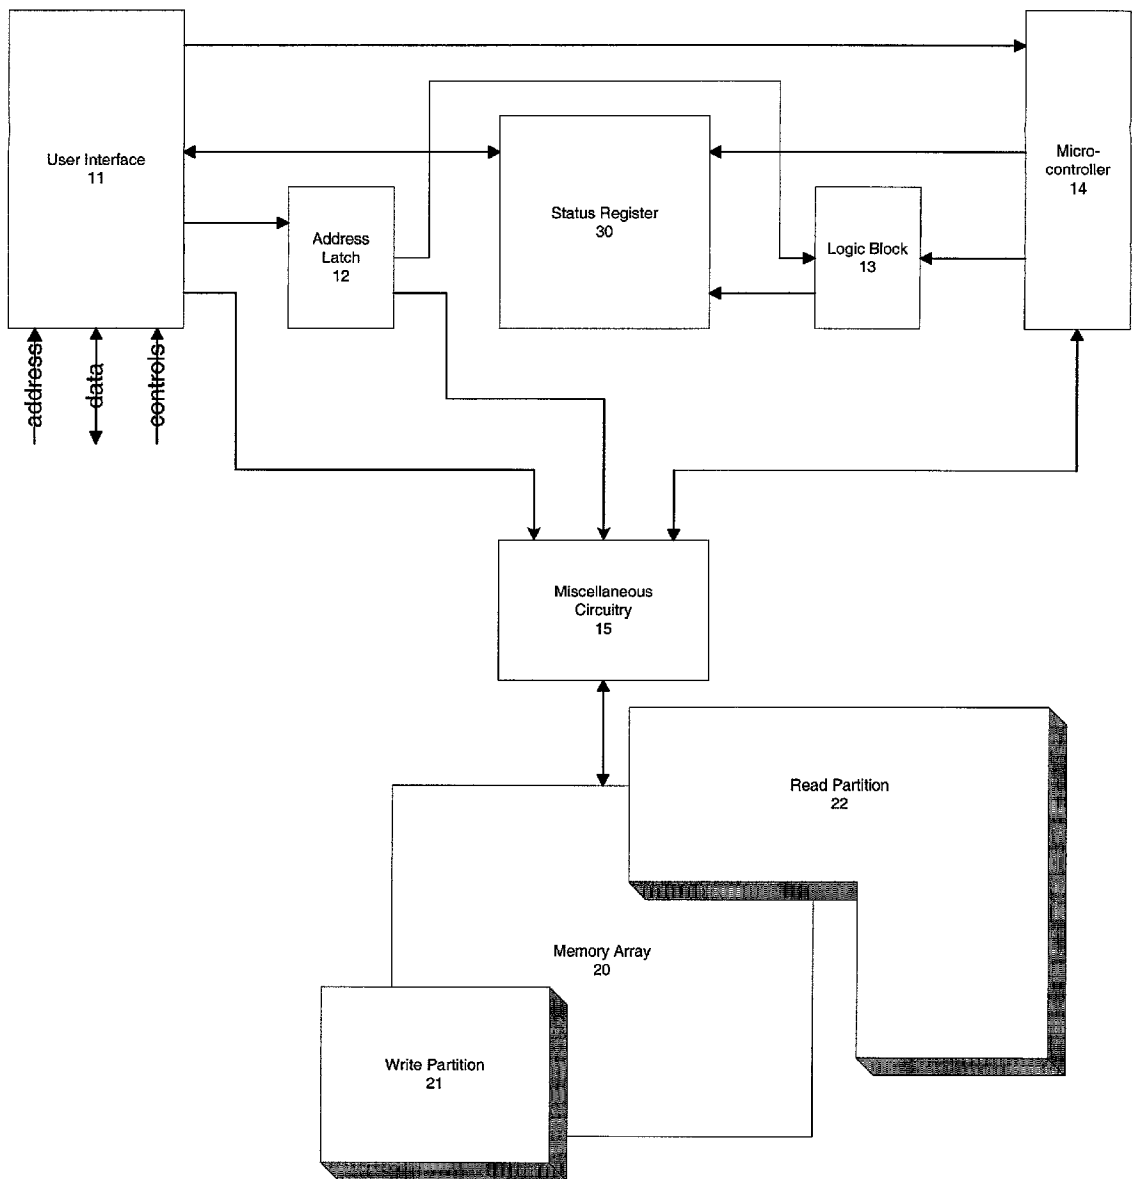 User Interface
11
Address
Latch
12
Status Register
30
Logic Block
13
Micro-
controller
14
address
data
controls
Miscellaneous
Circuitry
15
Read Partition
22
Memory Array
20
Write Partition
21